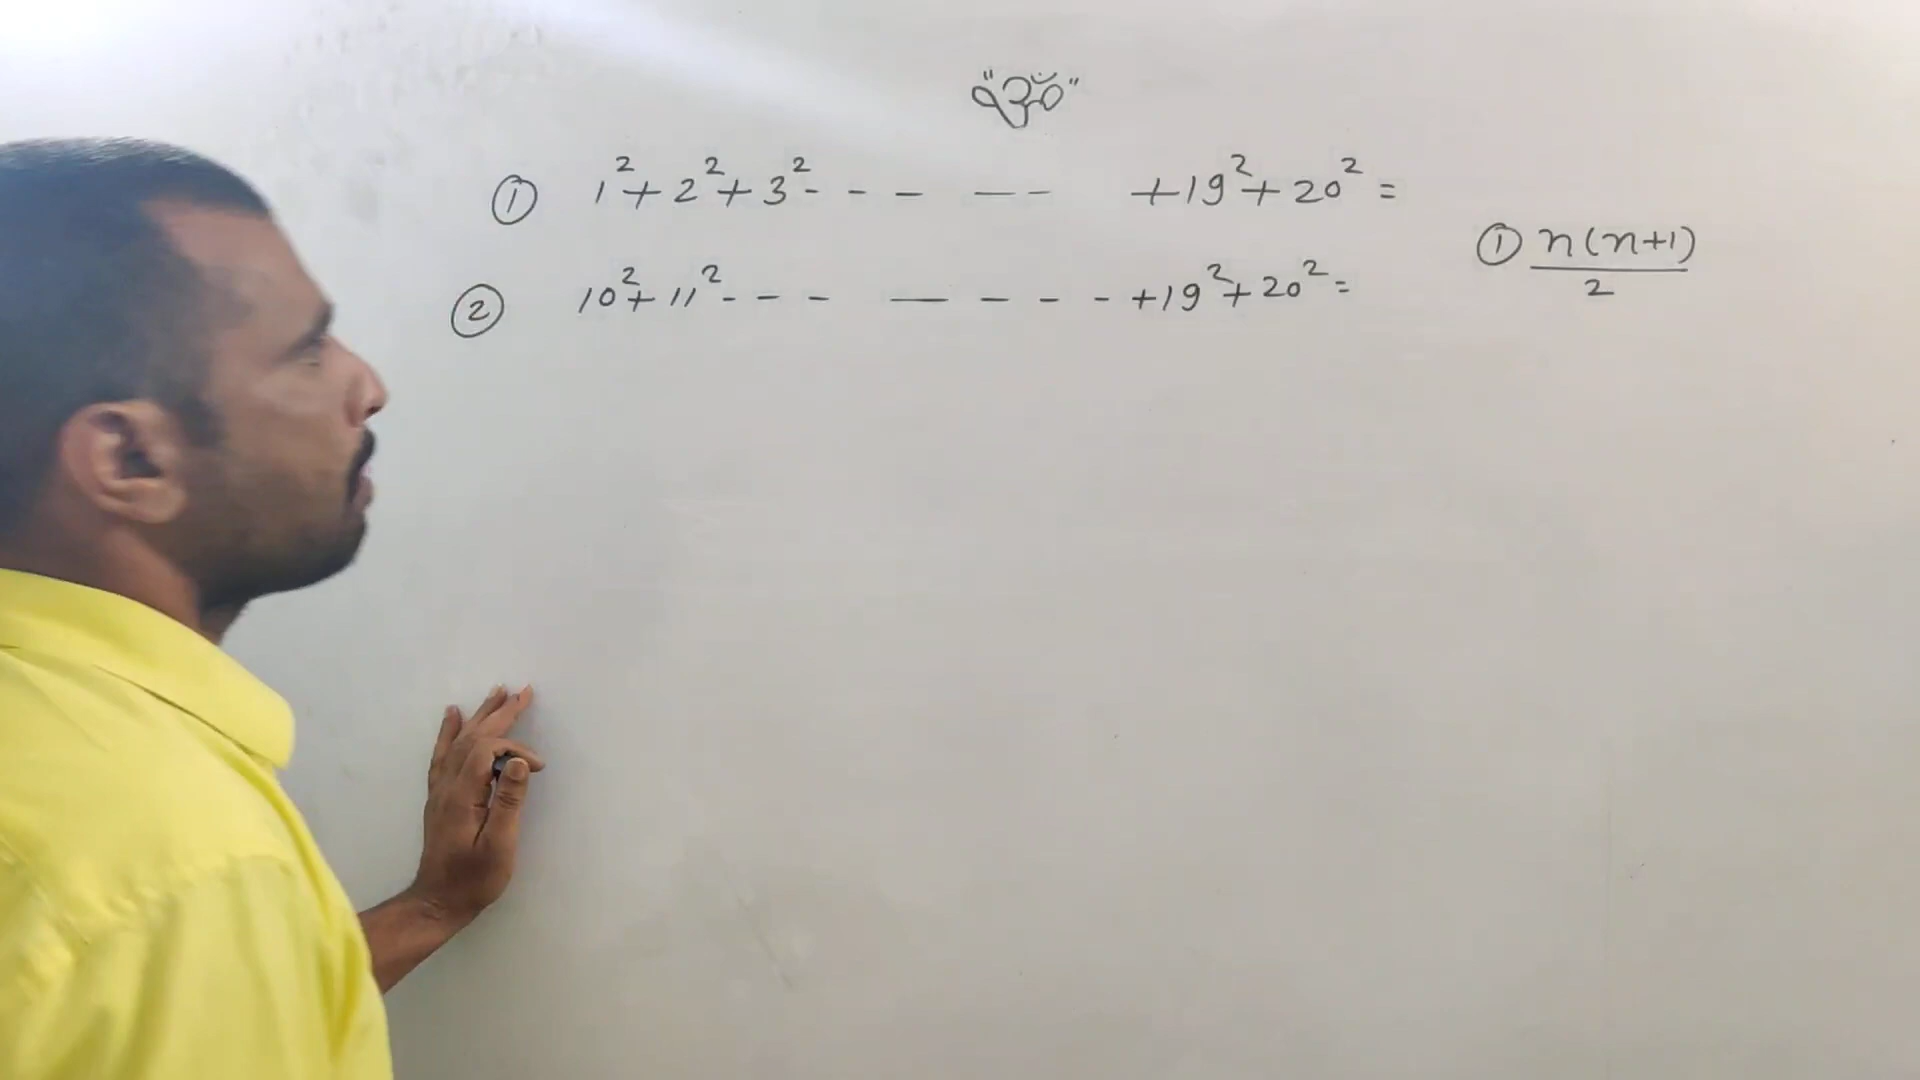 "ॐ"
① 1²+2²+3²- - - - - +19²+20²=
② 10²+11²- - - - - - - +19²+20²=
① n(n+1)/2